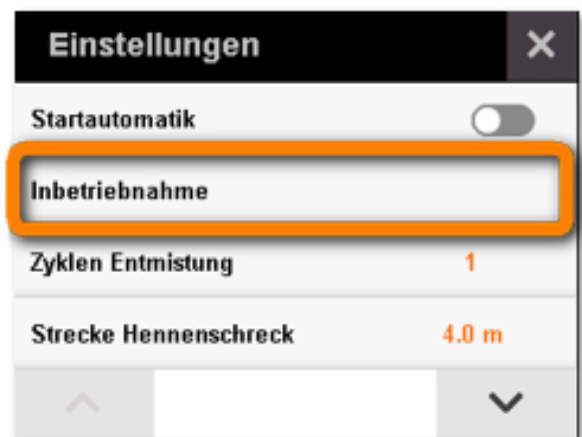 Einstellungen
Startautomatik
Inbetriebnahme
Zyklen Entmistung 1
Strecke Hennenschreck 4.0 m